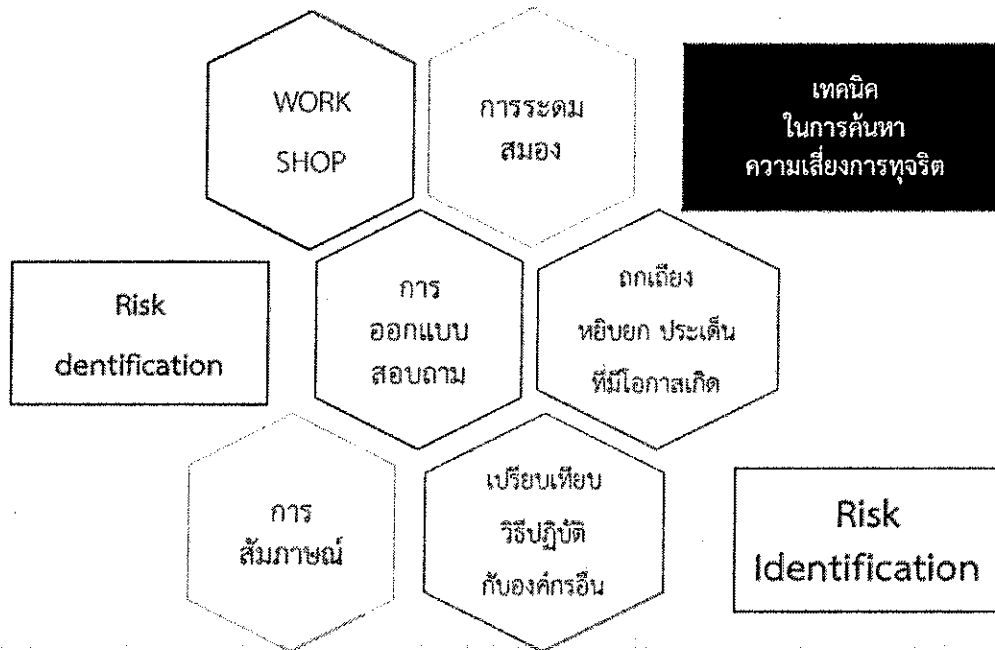 WORK
SHOP
การระดม
สมอง
เทคนิค
ในการค้นหา
ความเสี่ยงการทุจริต
Risk
dentification
การ
ออกแบบ
สอบถาม
ถกเถียง
หยิบยก ประเด็น
ที่มีโอกาสเกิด
การ
สัมภาษณ์
เปรียบเทียบ
วิธีปฏิบัติ
กับองค์กรอื่น
Risk
Identification